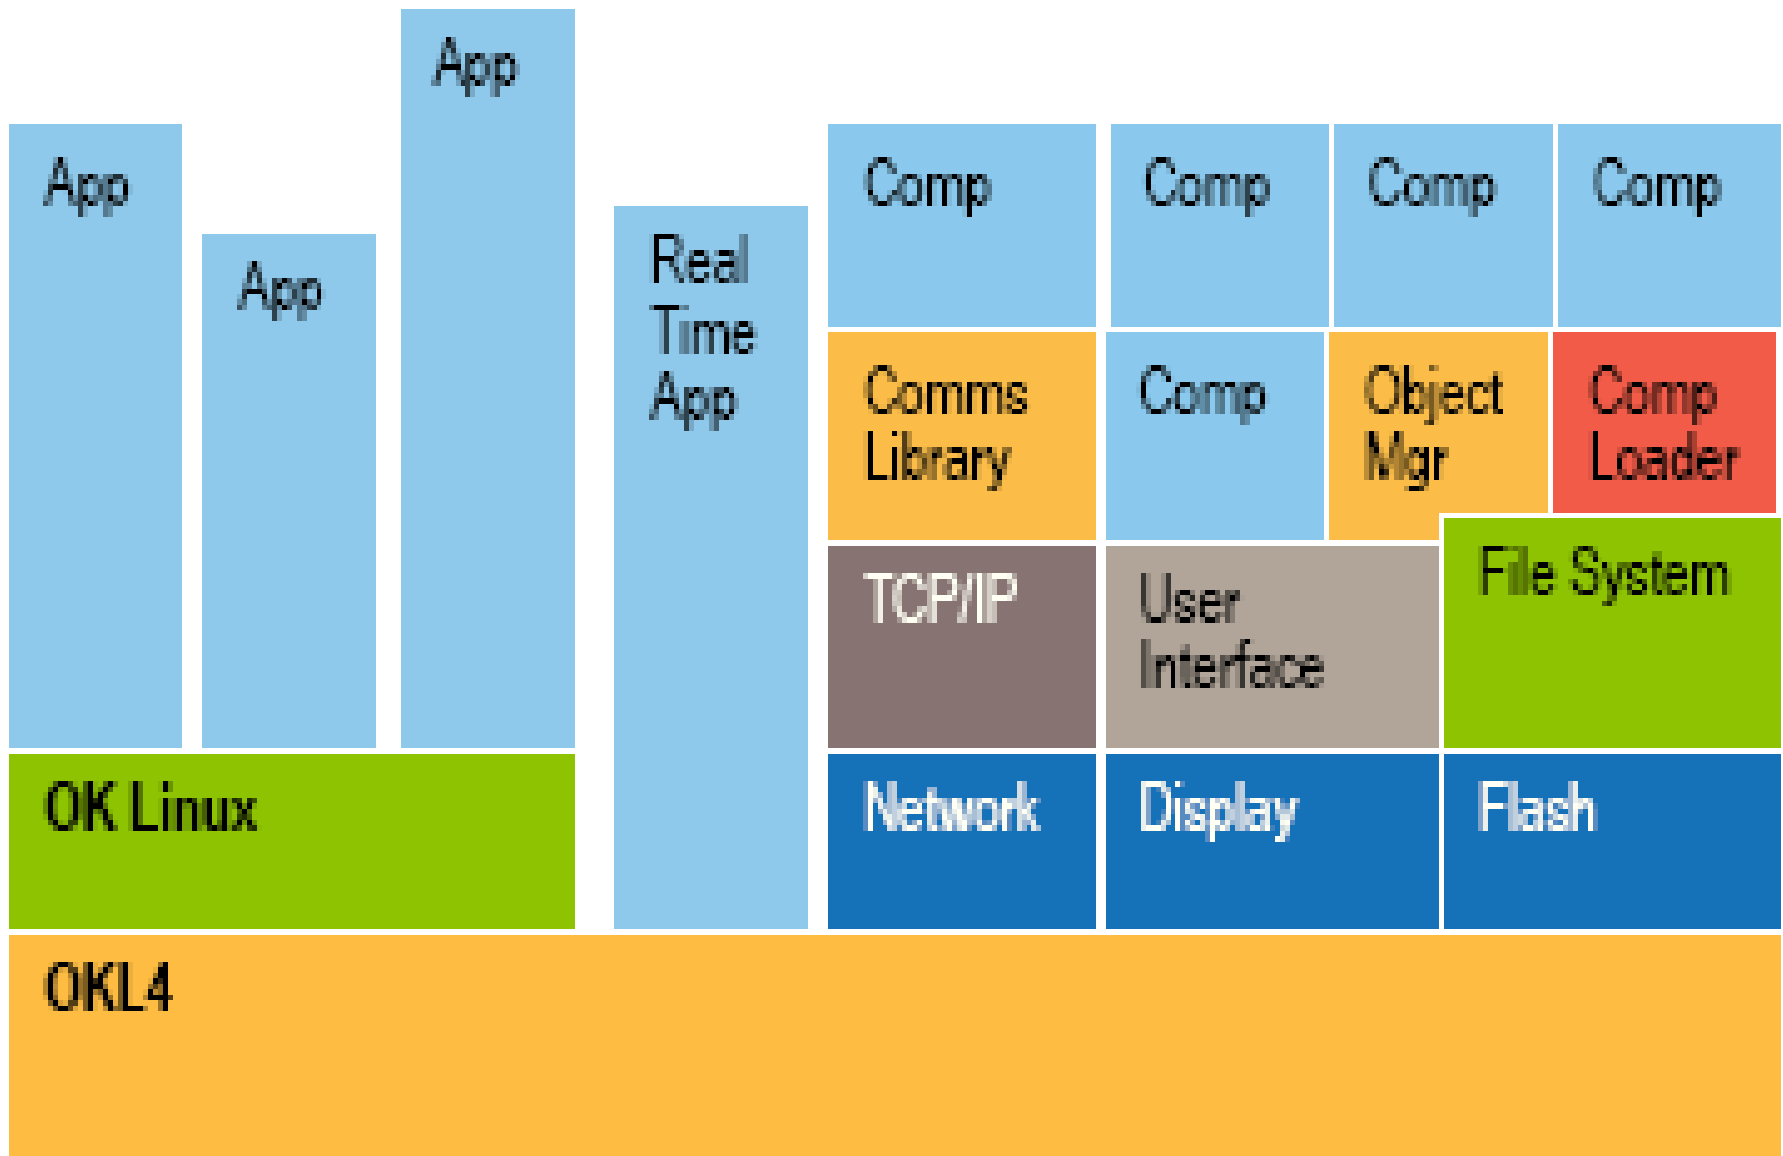 App
App
App
Real
Time
App
Comp
Comp
Comp
Comp
Comms
Library
Comp
Object
Mgr
Comp
Loader
TCP/IP
User
Interface
File System
OK Linux
Network
Display
Flash
OKL4